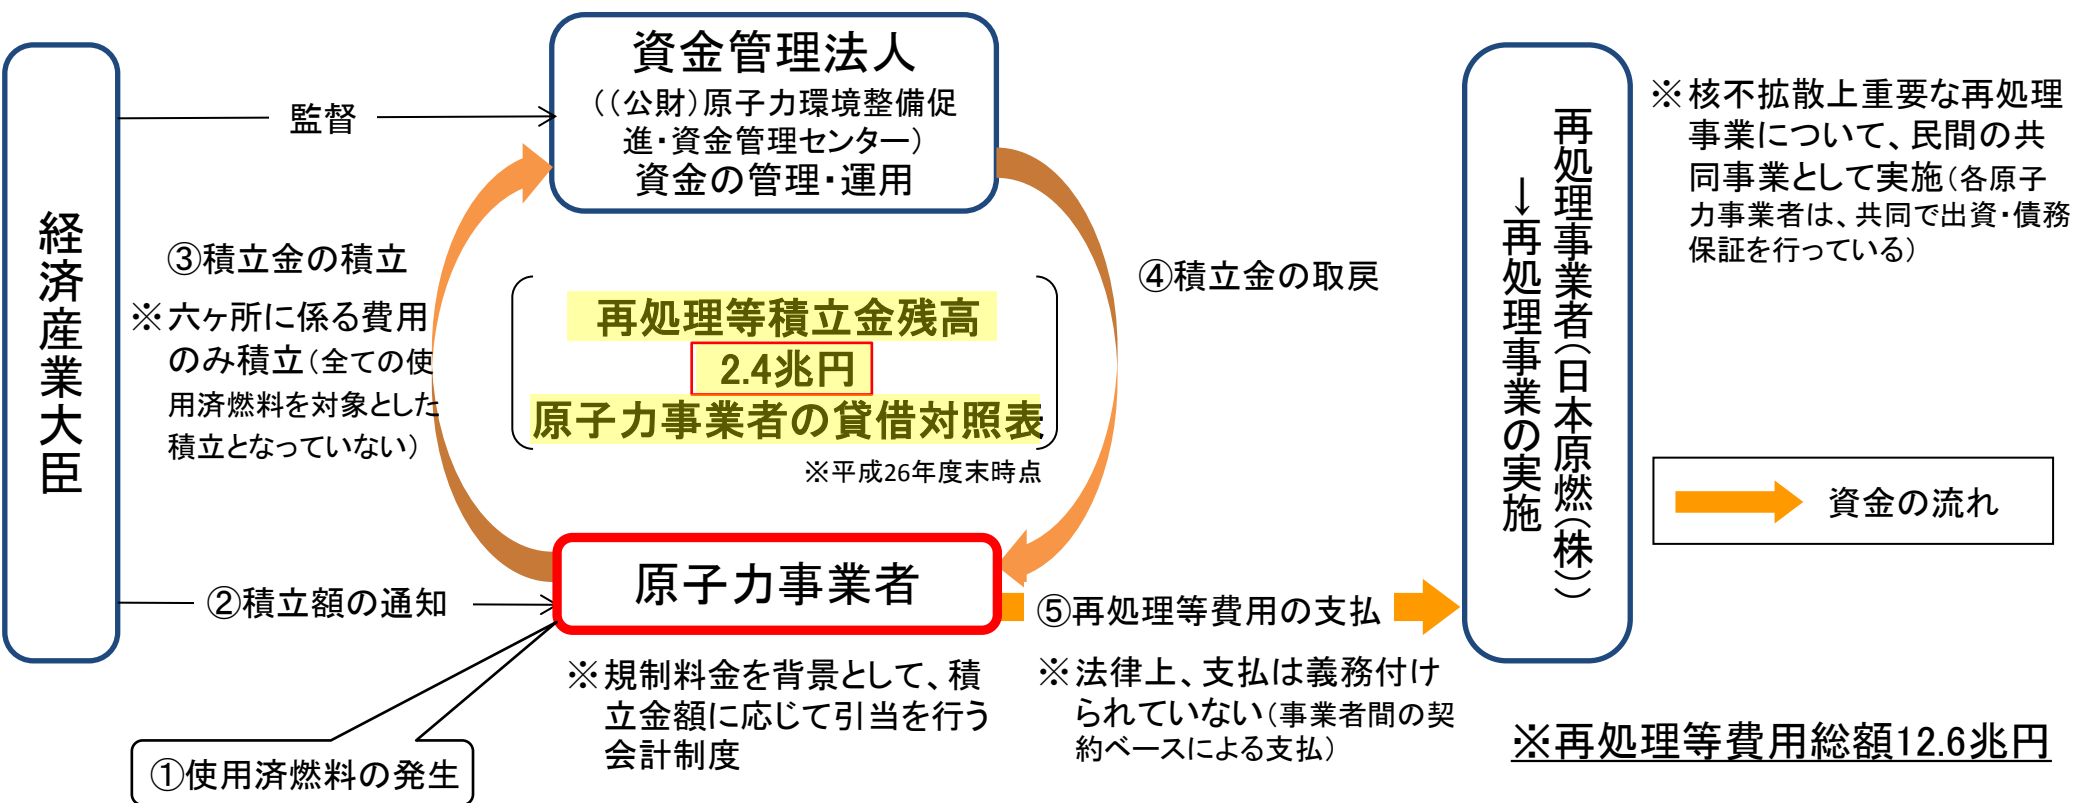 経済産業大臣
監督
資金管理法人
((公財)原子力環境整備促
進・資金管理センター)
資金の管理・運用
③積立金の積立
※六ヶ所に係る費用
のみ積立(全ての使
用済燃料を対象とした
積立となっていない)
再処理等積立金残高
2.4兆円
原子力事業者の貸借対照表
※平成26年度末時点
④積立金の取戻
②積立額の通知
原子力事業者
①使用済燃料の発生
※規制料金を背景として、積
立金額に応じて引当を行う
会計制度
⑤再処理等費用の支払
※法律上、支払は義務付け
られていない(事業者間の契
約ベースによる支払)
再処理事業者(日本原燃(株))
→再処理事業の実施
※核不拡散上重要な再処理
事業について、民間の共
同事業として実施(各原子
力事業者は、共同で出資・債務
保証を行っている)
資金の流れ
※再処理等費用総額12.6兆円